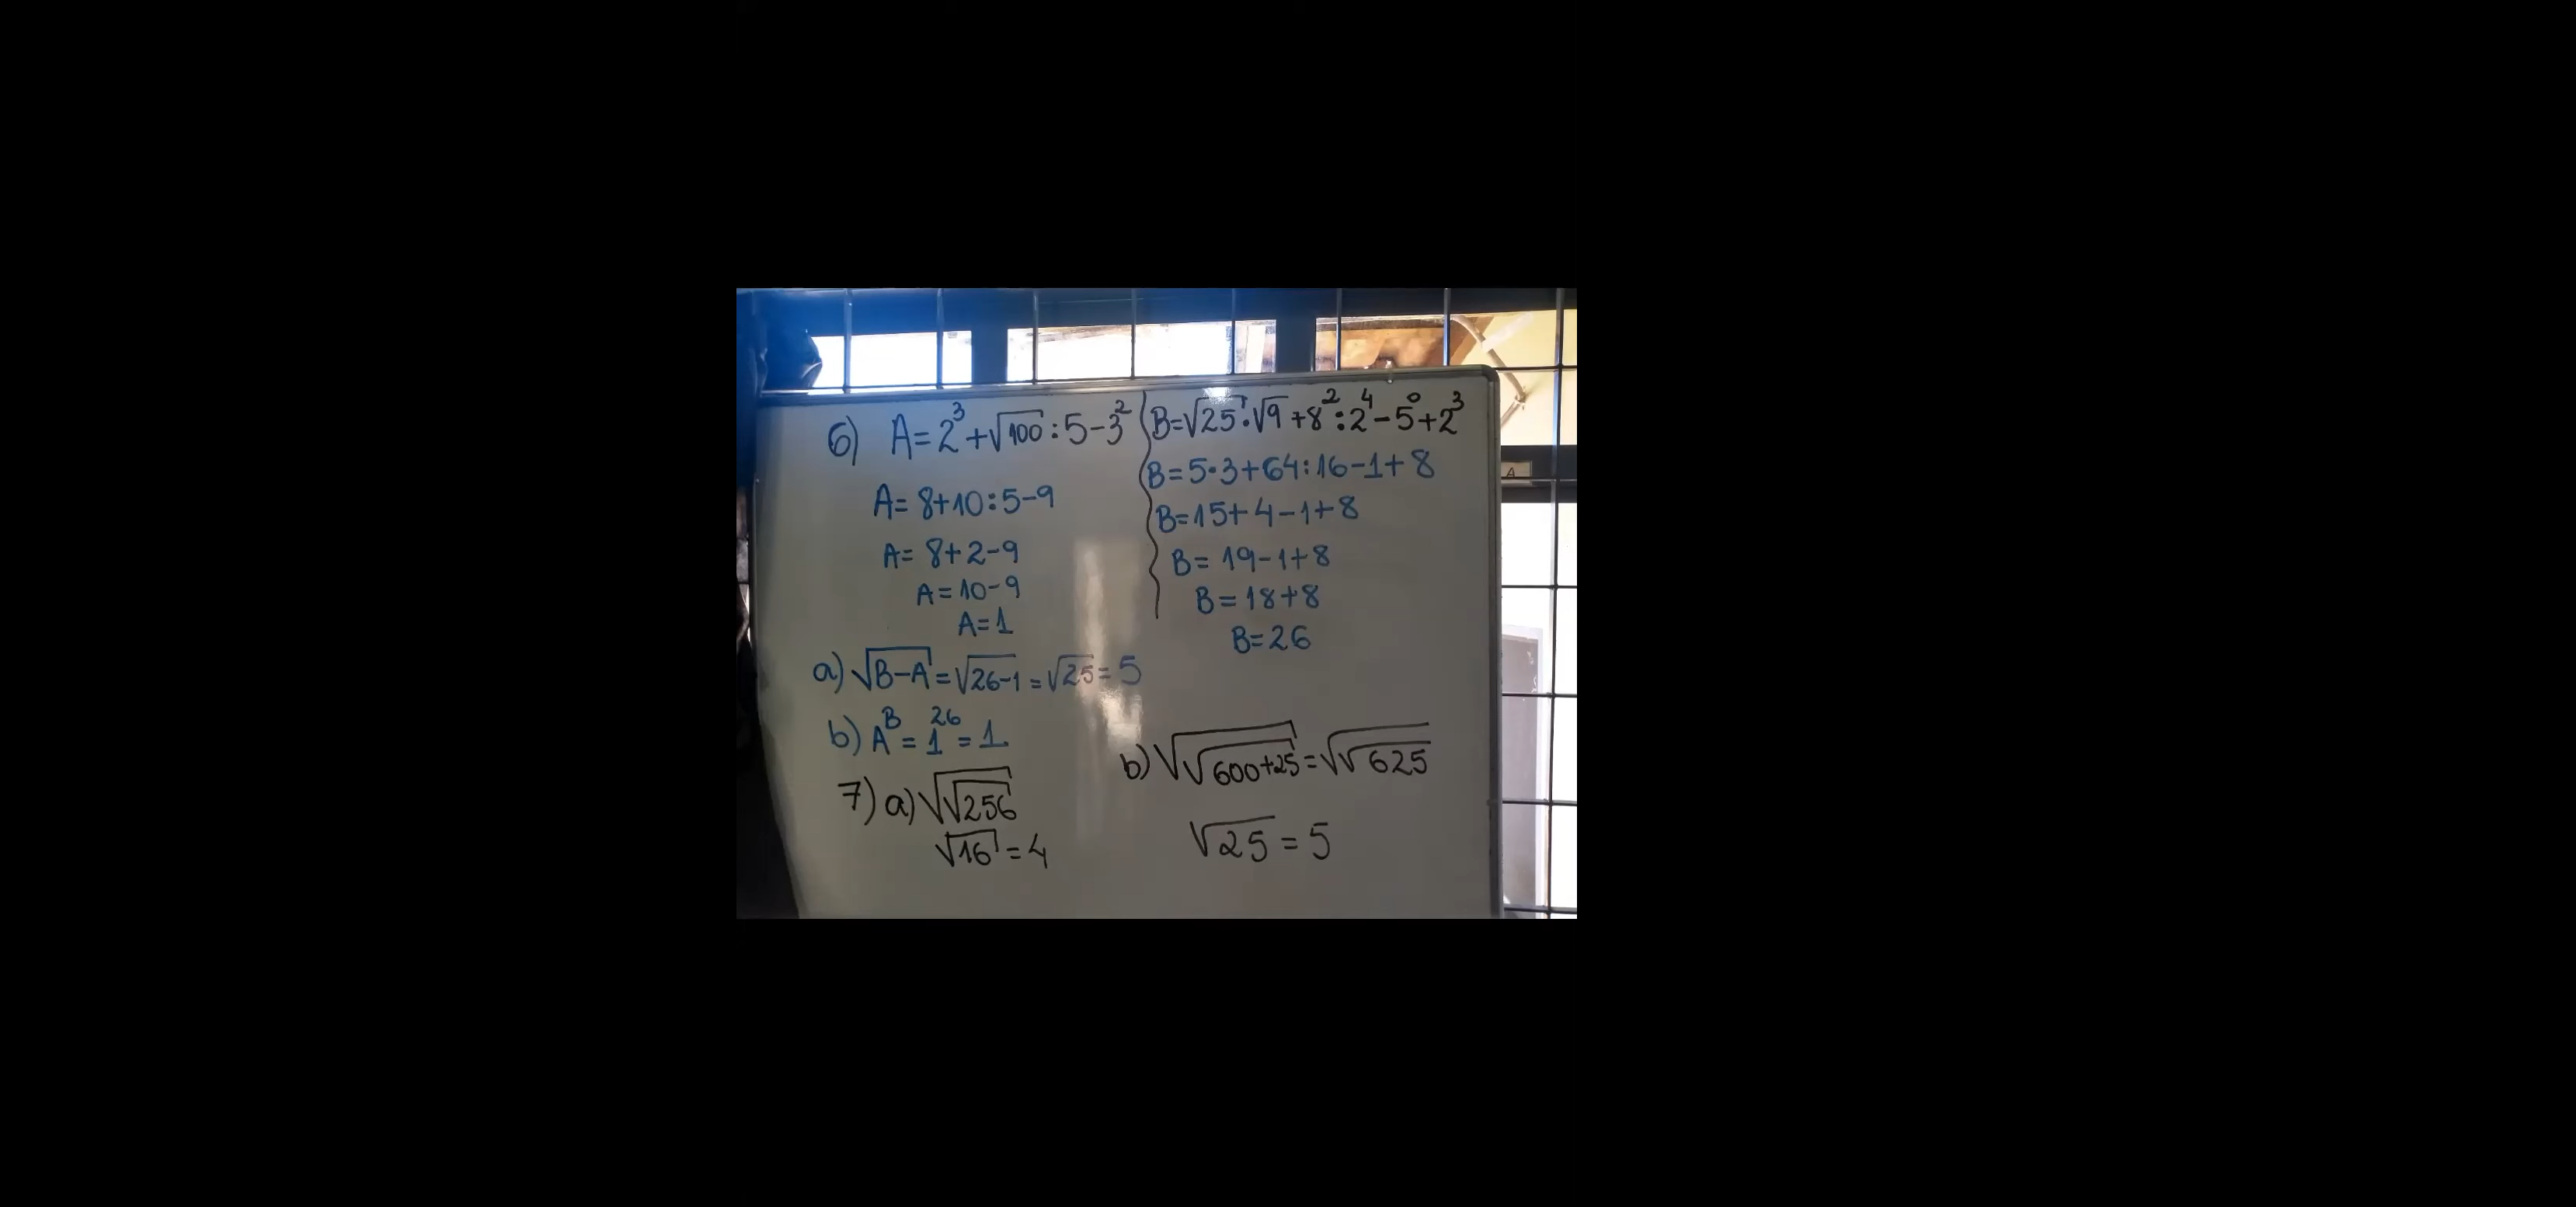 6) A=2³+√100:5-3²
A=8+10:5-9
A=8+2-9
A=10-9
A=1
B=√25·√9+8²:2⁴-5⁰+2³
B=5·3+64:16-1+8
B=15+4-1+8
B=19-1+8
B=18+8
B=26
a) √(B-A)=√(26-1)=√25=5
b) Aᴮ=1²⁶=1
7) a) √√256
√16=4
b) √√(600+25)=√√625
√25=5
A